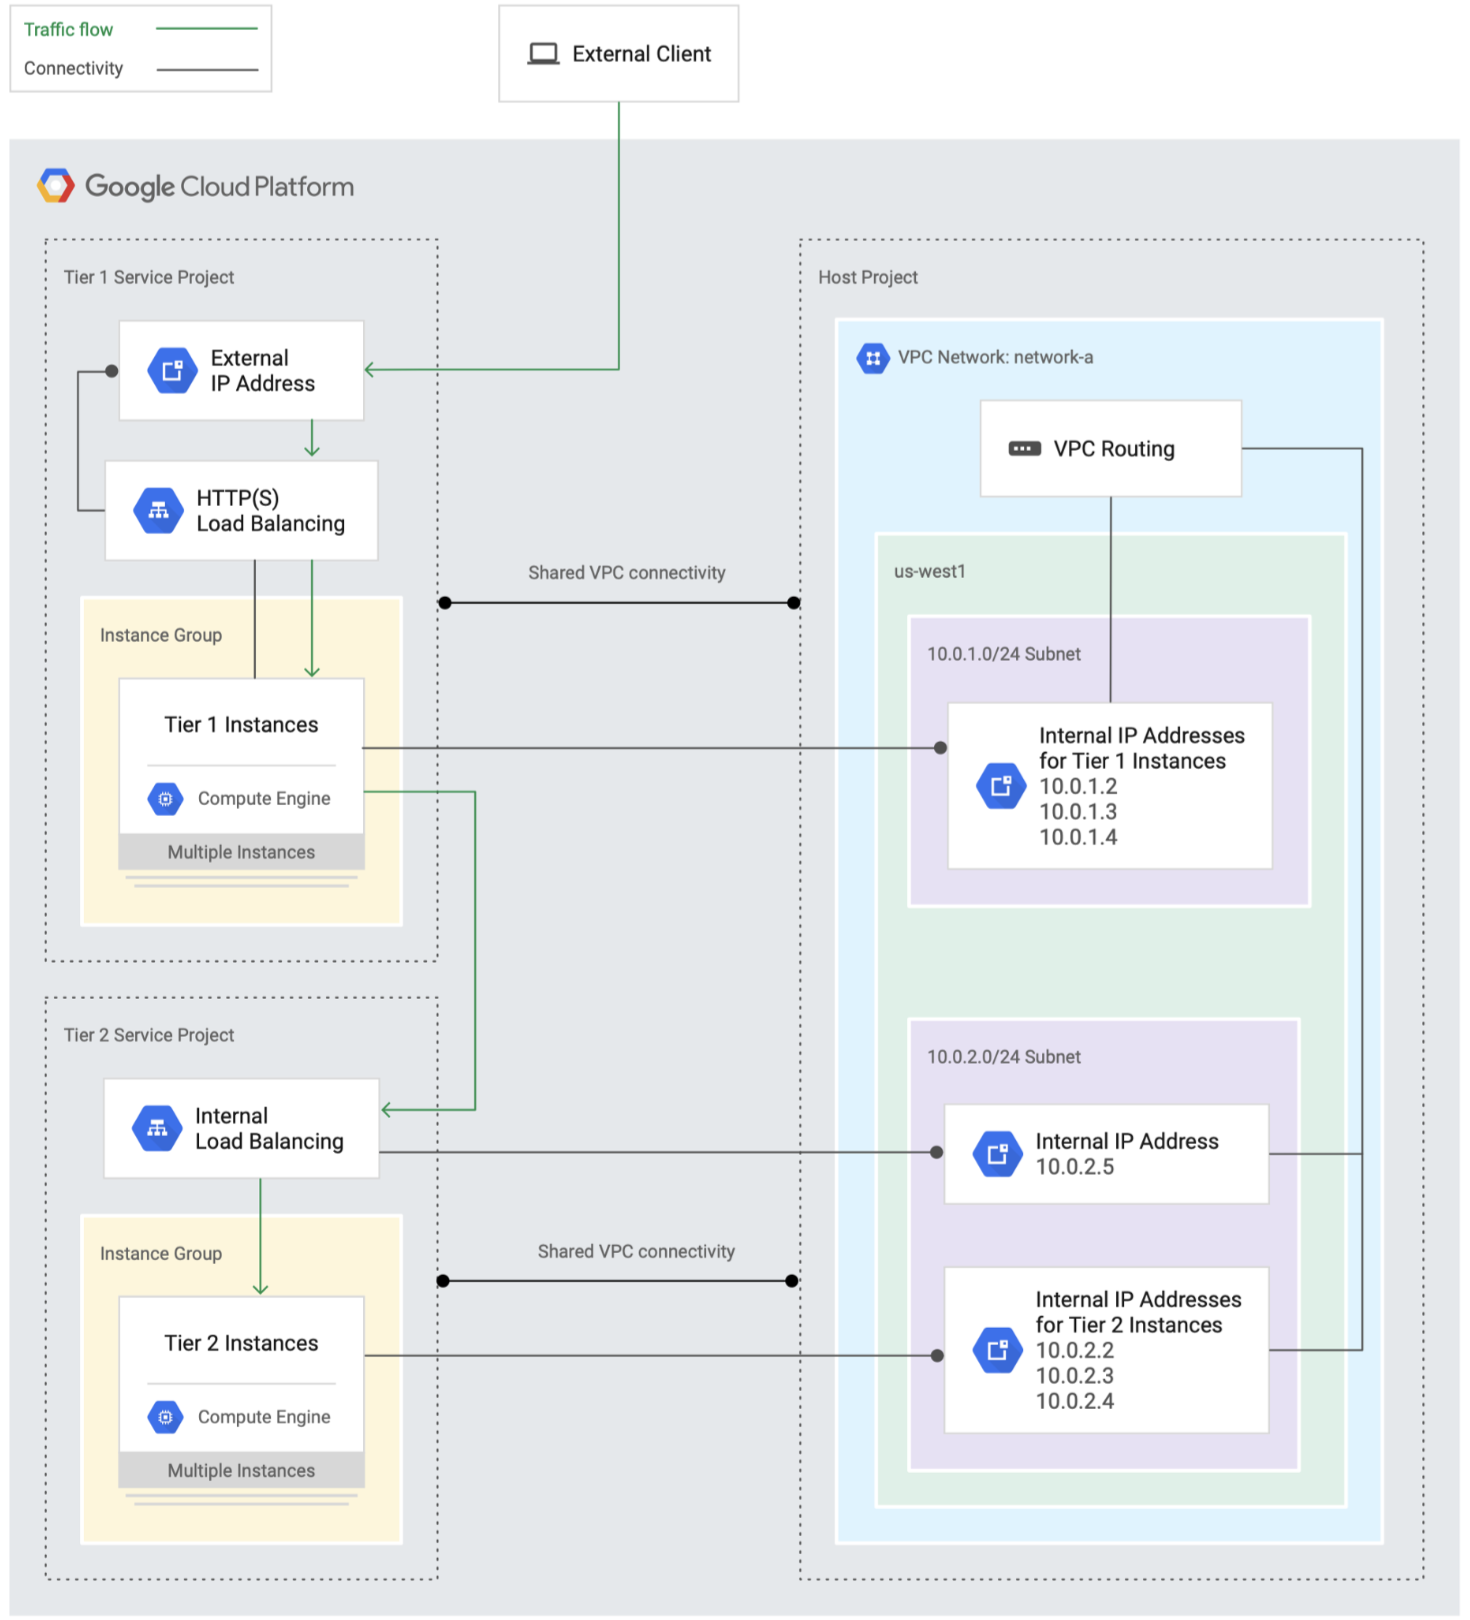 Traffic flow
Connectivity
External Client
Google Cloud Platform
Tier 1 Service Project
External
IP Address
HTTP(S)
Load Balancing
Instance Group
Tier 1 Instances
Compute Engine
Multiple Instances
Shared VPC connectivity
Host Project
VPC Network: network-a
VPC Routing
us-west1
10.0.1.0/24 Subnet
Internal IP Addresses
for Tier 1 Instances
10.0.1.2
10.0.1.3
10.0.1.4
Tier 2 Service Project
Internal
Load Balancing
Instance Group
Tier 2 Instances
Compute Engine
Multiple Instances
Shared VPC connectivity
10.0.2.0/24 Subnet
Internal IP Address
10.0.2.5
Internal IP Addresses
for Tier 2 Instances
10.0.2.2
10.0.2.3
10.0.2.4